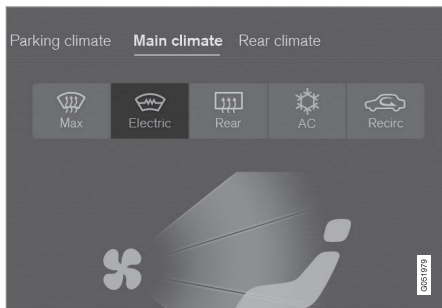 Parking climate Main climate Rear climate
Max Electric Rear AC Recirc
G051979